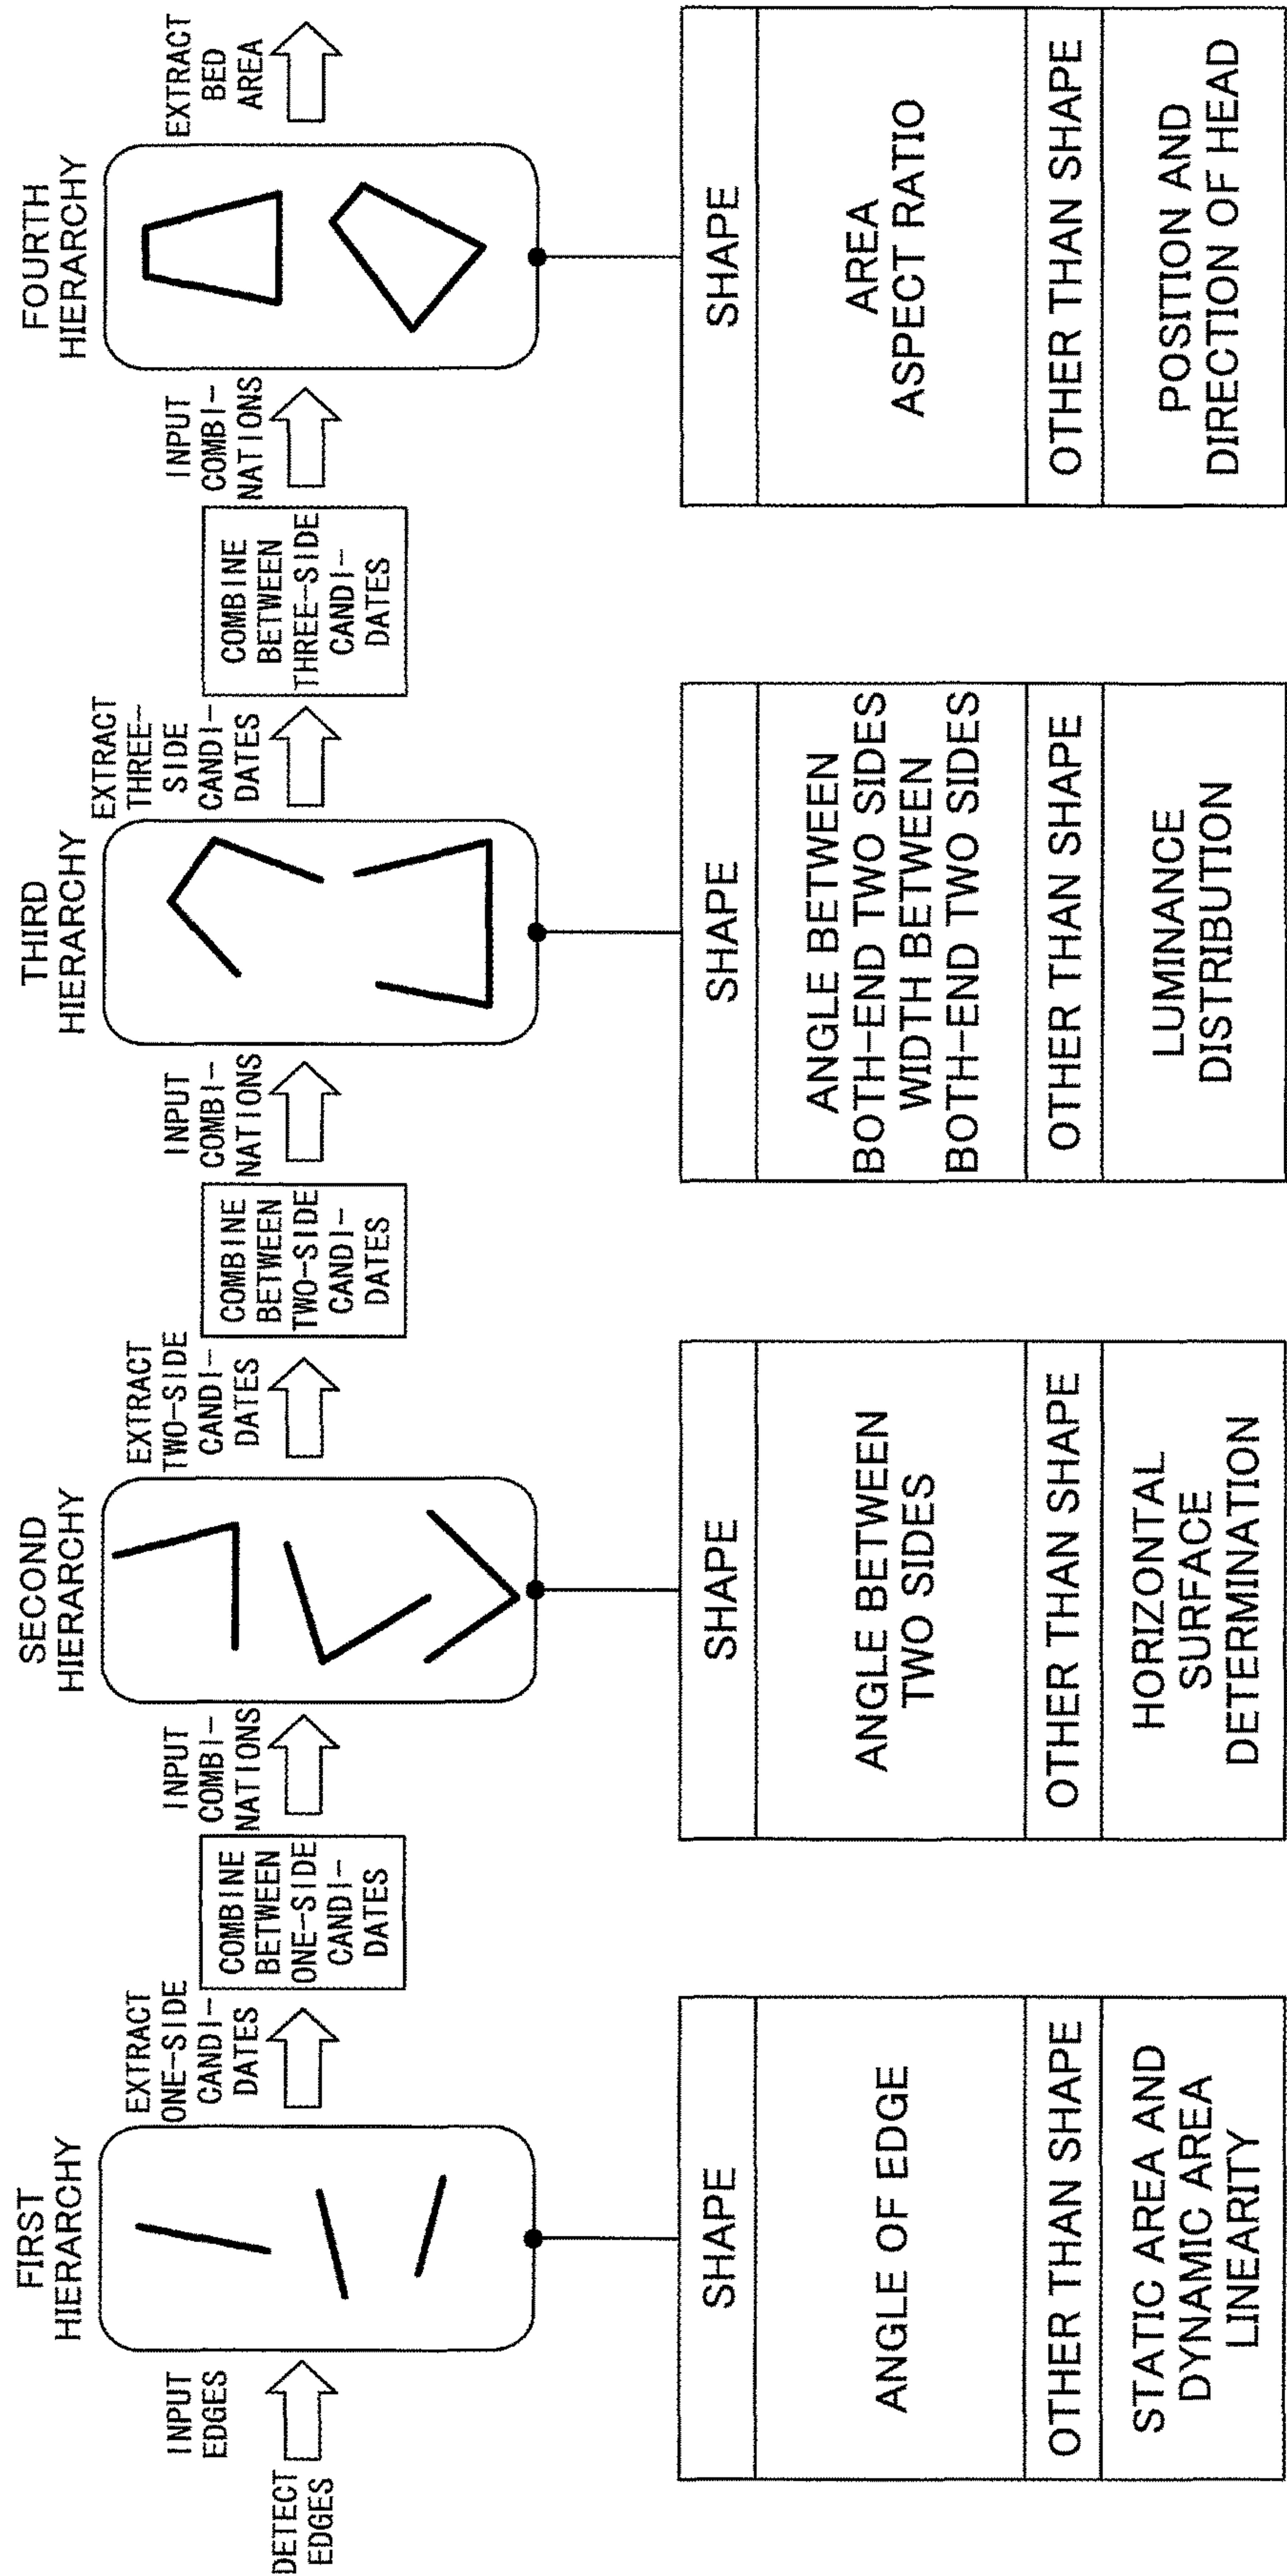 DETECT
EDGES
INPUT
EDGES
FIRST
HIERARCHY
EXTRACT
ONE-SIDE
CANDI-
DATES
COMBINE
BETWEEN
ONE-SIDE
CANDI-
DATES
INPUT
COMBI-
NATIONS
SECOND
HIERARCHY
EXTRACT
TWO-SIDE
CANDI-
DATES
COMBINE
BETWEEN
TWO-SIDE
CANDI-
DATES
INPUT
COMBI-
NATIONS
THIRD
HIERARCHY
EXTRACT
THREE-
SIDE
CANDI-
DATES
COMBINE
BETWEEN
THREE-SIDE
CANDI-
DATES
INPUT
COMBI-
NATIONS
FOURTH
HIERARCHY
EXTRACT
BED
AREA
SHAPE
ANGLE OF EDGE
OTHER THAN SHAPE
STATIC AREA AND
DYNAMIC AREA
LINEARITY
SHAPE
ANGLE BETWEEN
TWO SIDES
OTHER THAN SHAPE
HORIZONTAL
SURFACE
DETERMINATION
SHAPE
ANGLE BETWEEN
BOTH-END TWO SIDES
WIDTH BETWEEN
BOTH-END TWO SIDES
OTHER THAN SHAPE
LUMINANCE
DISTRIBUTION
SHAPE
AREA
ASPECT RATIO
OTHER THAN SHAPE
POSITION AND
DIRECTION OF HEAD